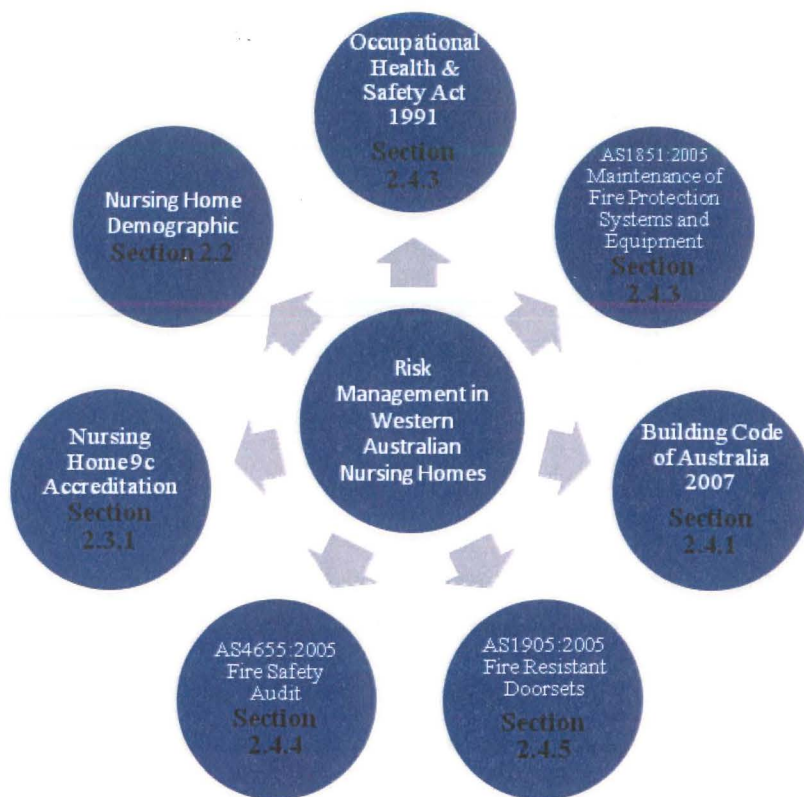 Occupational
Health &
Safety Act
1991
Section
2.4.3
AS1851:2005
Maintenance of
Fire Protection
Systems and
Equipment
Section
2.4.3
Nursing Home
Demographic
Section 2.2
Risk
Management in
Western
Australian
Nursing Homes
Building Code
of Australia
2007
Section
2.4.1
Nursing
Home 9c
Accreditation
Section
2.3.1
AS4655:2005
Fire Safety
Audit
Section
2.4.4
AS1905:2005
Fire Resistant
Doorsets
Section
2.4.5